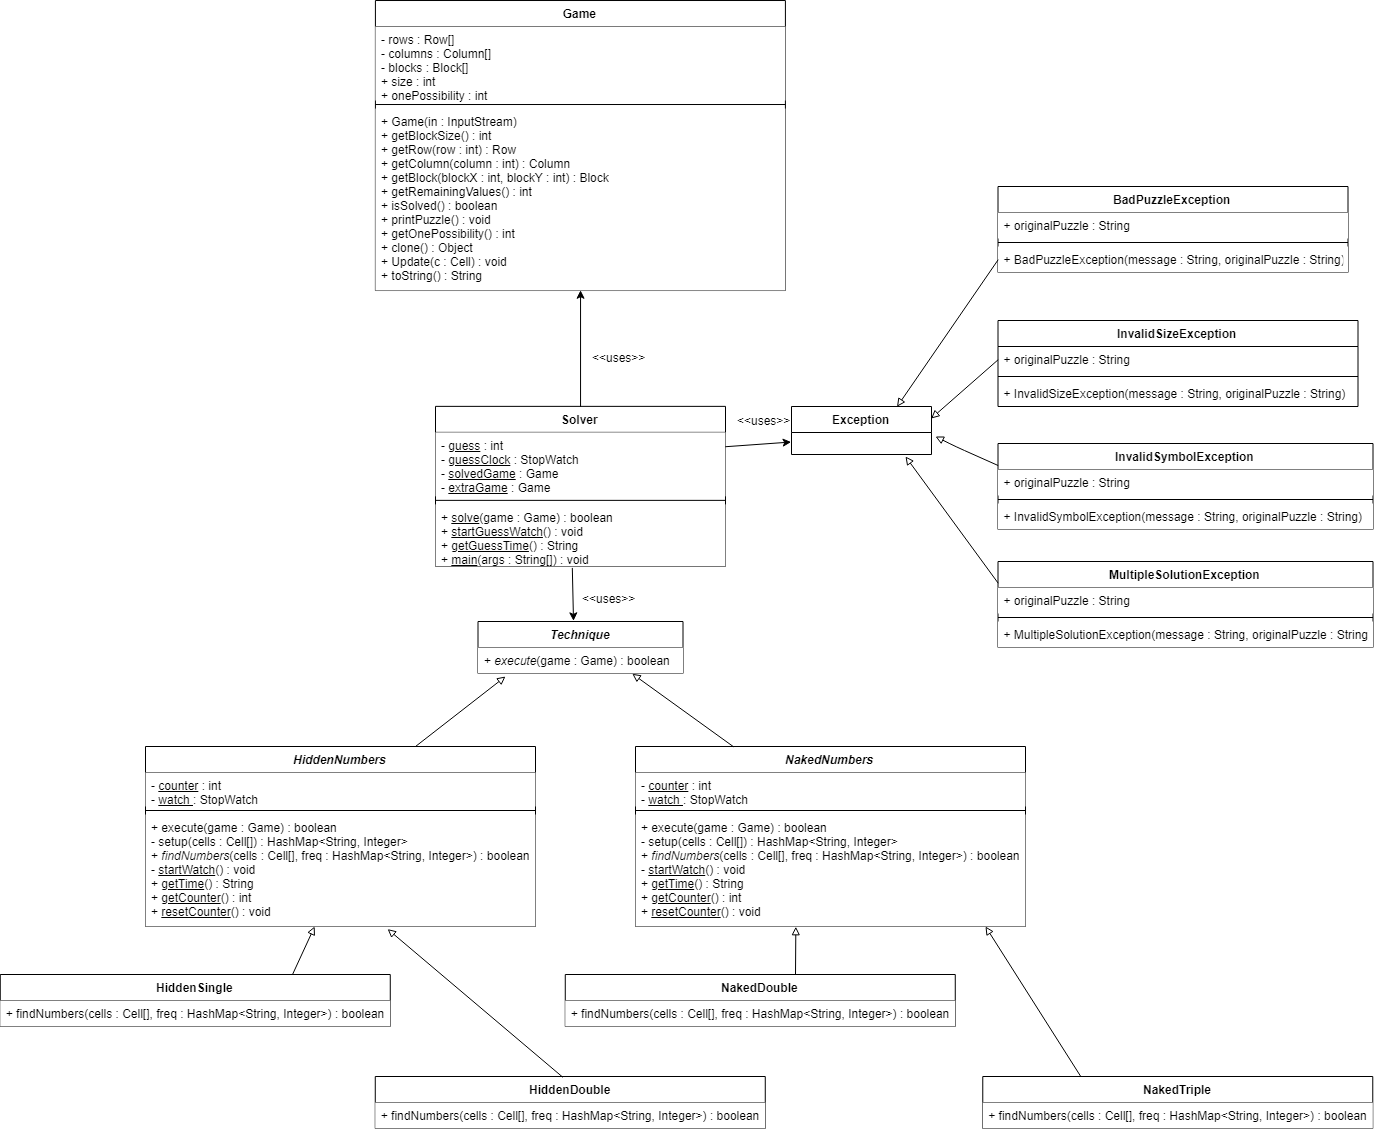 Game
- rows : Row[]
- columns : Column[]
- blocks : Block[]
+ size : int
+ onePossibility : int
+ Game(in : InputStream)
+ getBlockSize() : int
+ getRow(row : int) : Row
+ getColumn(column : int) : Column
+ getBlock(blockX : int, blockY : int) : Block
+ getRemainingValues() : int
+ isSolved() : boolean
+ printPuzzle() : void
+ getOnePossibility() : int
+ clone() : Object
+ Update(c : Cell) : void
+ toString() : String
<<uses>>
BadPuzzleException
+ originalPuzzle : String
+ BadPuzzleException(message : String, originalPuzzle : String)
InvalidSizeException
+ originalPuzzle : String
+ InvalidSizeException(message : String, originalPuzzle : String)
Solver
- guess : int
- guessClock : StopWatch
- solvedGame : Game
- extraGame : Game
+ solve(game : Game) : boolean
+ startGuessWatch() : void
+ getGuessTime() : String
+ main(args : String[]) : void
<<uses>>
Exception
InvalidSymbolException
+ originalPuzzle : String
+ InvalidSymbolException(message : String, originalPuzzle : String)
MultipleSolutionException
+ originalPuzzle : String
+ MultipleSolutionException(message : String, originalPuzzle : String
<<uses>>
Technique
+ execute(game : Game) : boolean
HiddenNumbers
- counter : int
- watch : StopWatch
+ execute(game : Game) : boolean
- setup(cells : Cell[]) : HashMap<String, Integer>
+ findNumbers(cells : Cell[], freq : HashMap<String, Integer>) : boolean
- startWatch() : void
+ getTime() : String
+ getCounter() : int
+ resetCounter() : void
NakedNumbers
- counter : int
- watch : StopWatch
+ execute(game : Game) : boolean
- setup(cells : Cell[]) : HashMap<String, Integer>
+ findNumbers(cells : Cell[], freq : HashMap<String, Integer>) : boolean
- startWatch() : void
+ getTime() : String
+ getCounter() : int
+ resetCounter() : void
HiddenSingle
+ findNumbers(cells : Cell[], freq : HashMap<String, Integer>) : boolean
NakedDouble
+ findNumbers(cells : Cell[], freq : HashMap<String, Integer>) : boolean
HiddenDouble
+ findNumbers(cells : Cell[], freq : HashMap<String, Integer>) : boolean
NakedTriple
+ findNumbers(cells : Cell[], freq : HashMap<String, Integer>) : boolean